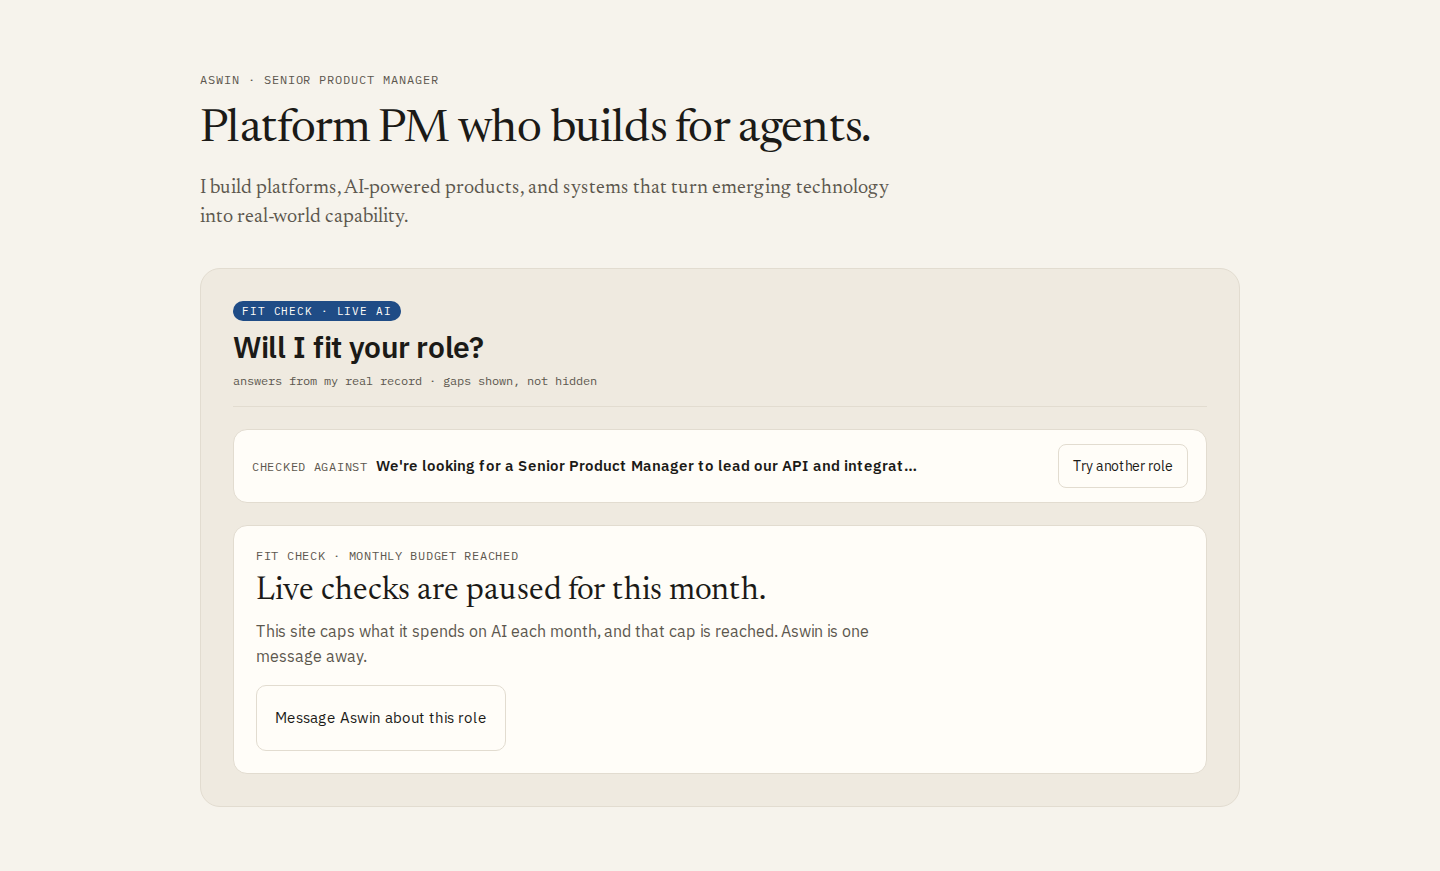 ASWIN · SENIOR PRODUCT MANAGER
Platform PM who builds for agents.
I build platforms, AI-powered products, and systems that turn emerging technology
into real-world capability.
FIT CHECK · LIVE AI
Will I fit your role?
answers from my real record · gaps shown, not hidden
CHECKED AGAINST We're looking for a Senior Product Manager to lead our API and integrat...
Try another role
FIT CHECK · MONTHLY BUDGET REACHED
Live checks are paused for this month.
This site caps what it spends on AI each month, and that cap is reached. Aswin is one
message away.
Message Aswin about this role